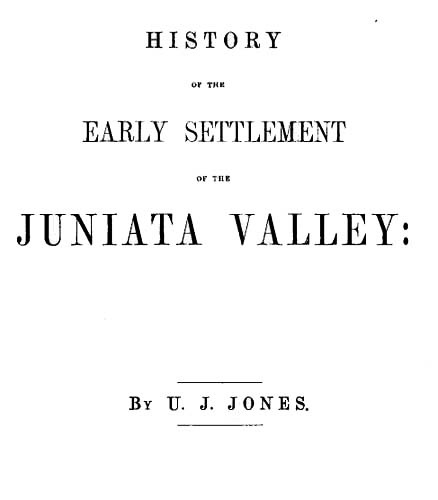 HISTORY
OF THE
EARLY SETTLEMENT
OF THE
JUNIATA VALLEY:
BY U. J. JONES.